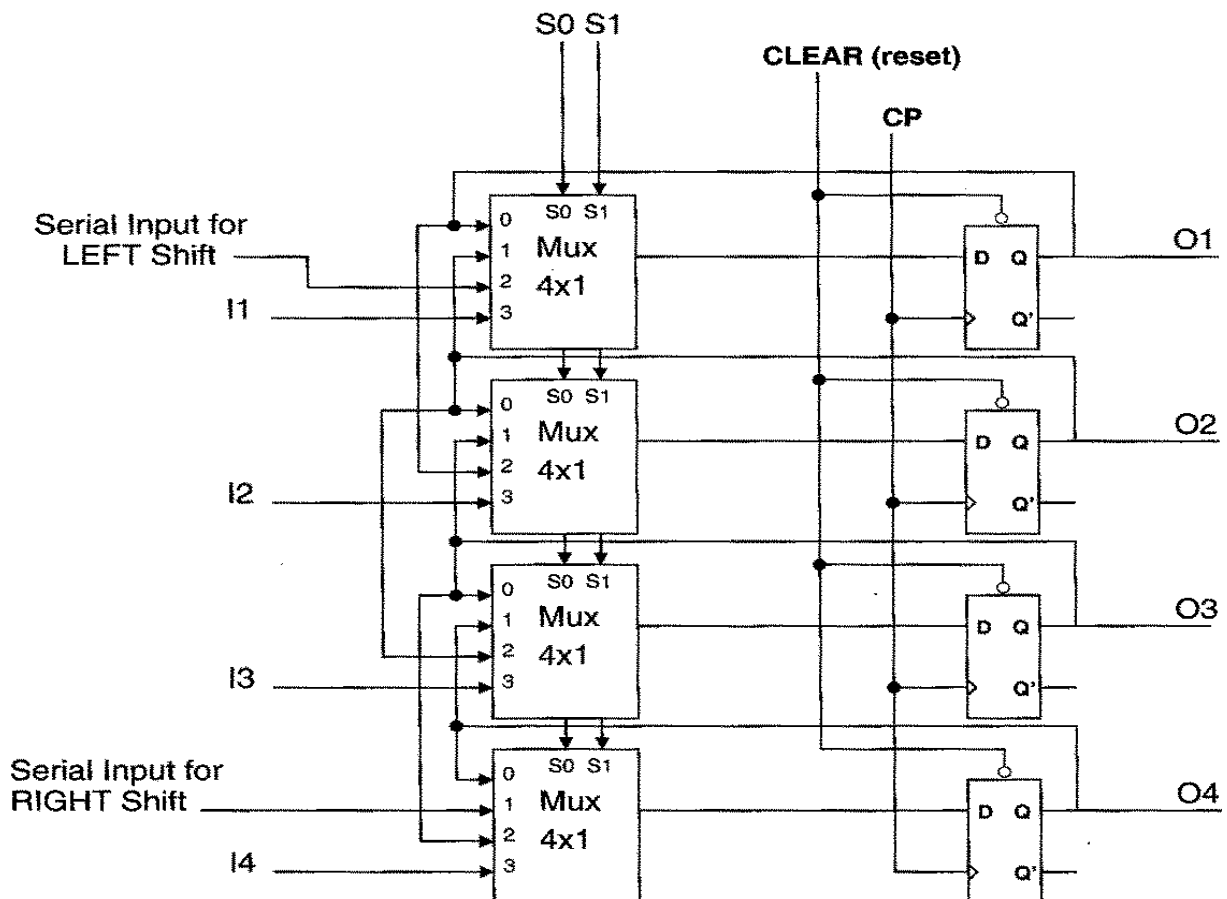 S0 S1
CLEAR (reset)
CP
Serial Input for
LEFT Shift
I1
0
1
2
3
S0 S1
Mux
4x1
D Q
Q'
O1
I2
0
1
2
3
S0 S1
Mux
4x1
D Q
Q'
O2
I3
0
1
2
3
S0 S1
Mux
4x1
D Q
Q'
O3
Serial Input for
RIGHT Shift
I4
0
1
2
3
S0 S1
Mux
4x1
D Q
Q'
O4